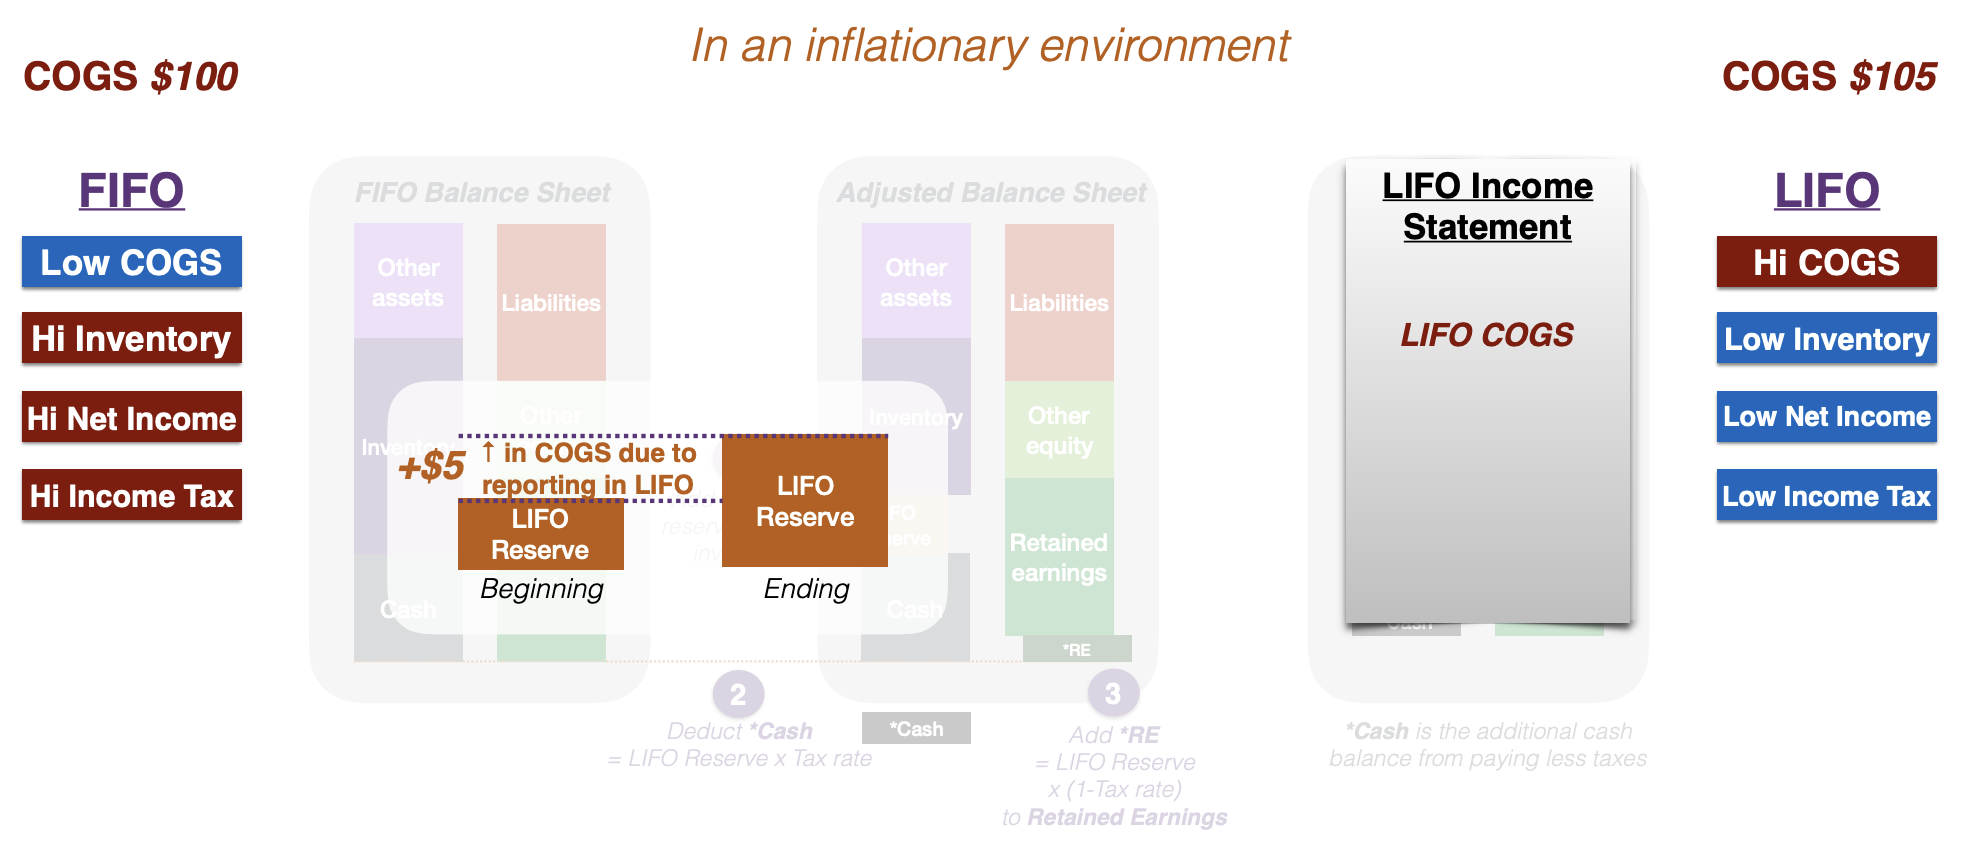 In an inflationary environment
COGS $100
FIFO
Low COGS
Hi Inventory
Hi Net Income
Hi Income Tax
FIFO Balance Sheet
Other
assets
Liabilities
Other
Inventory
Cash
+$5
↑ in COGS due to
reporting in LIFO
LIFO
Reserve
Beginning
LIFO
Reserve
Ending
2
Deduct *Cash
= LIFO Reserve x Tax rate
Adjusted Balance Sheet
Other
assets
Liabilities
Inventory
Other
equity
Retained
earnings
Cash
*RE
*Cash
3
Add *RE
= LIFO Reserve
x (1-Tax rate)
to Retained Earnings
LIFO Income
Statement
LIFO COGS
Cash
*Cash is the additional cash
balance from paying less taxes
COGS $105
LIFO
Hi COGS
Low Inventory
Low Net Income
Low Income Tax